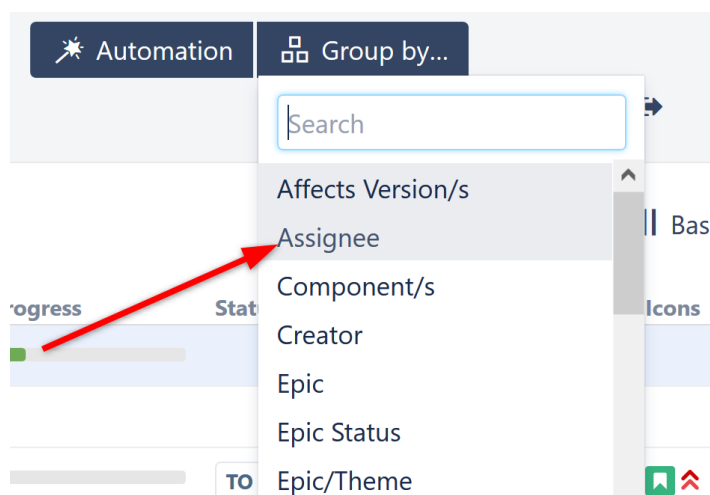 Automation
Group by...
Search
Affects Version/s
Bas
Assignee
Component/s
rogress
Stat
Icons
Creator
Epic
Epic Status
TO
Epic/Theme